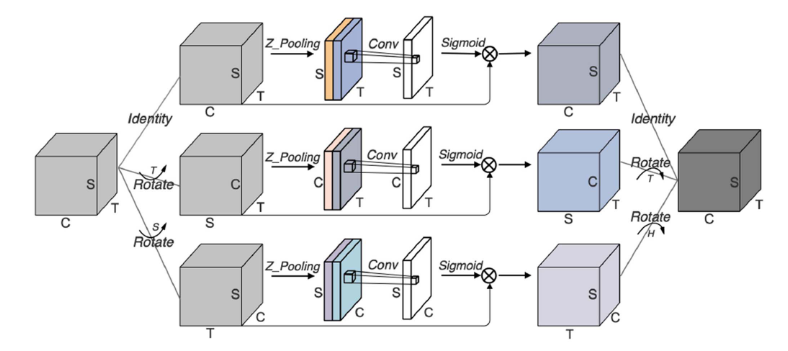 Z_Pooling Conv Sigmoid
S S S S
T T T T
C C
Identity Identity
Z_Pooling Conv Sigmoid
S C C C C S
T Rotate Rotate T
C T S T T T S T C T
S Rotate Rotate H
Z_Pooling Conv Sigmoid
S S S S
C C C C
T T